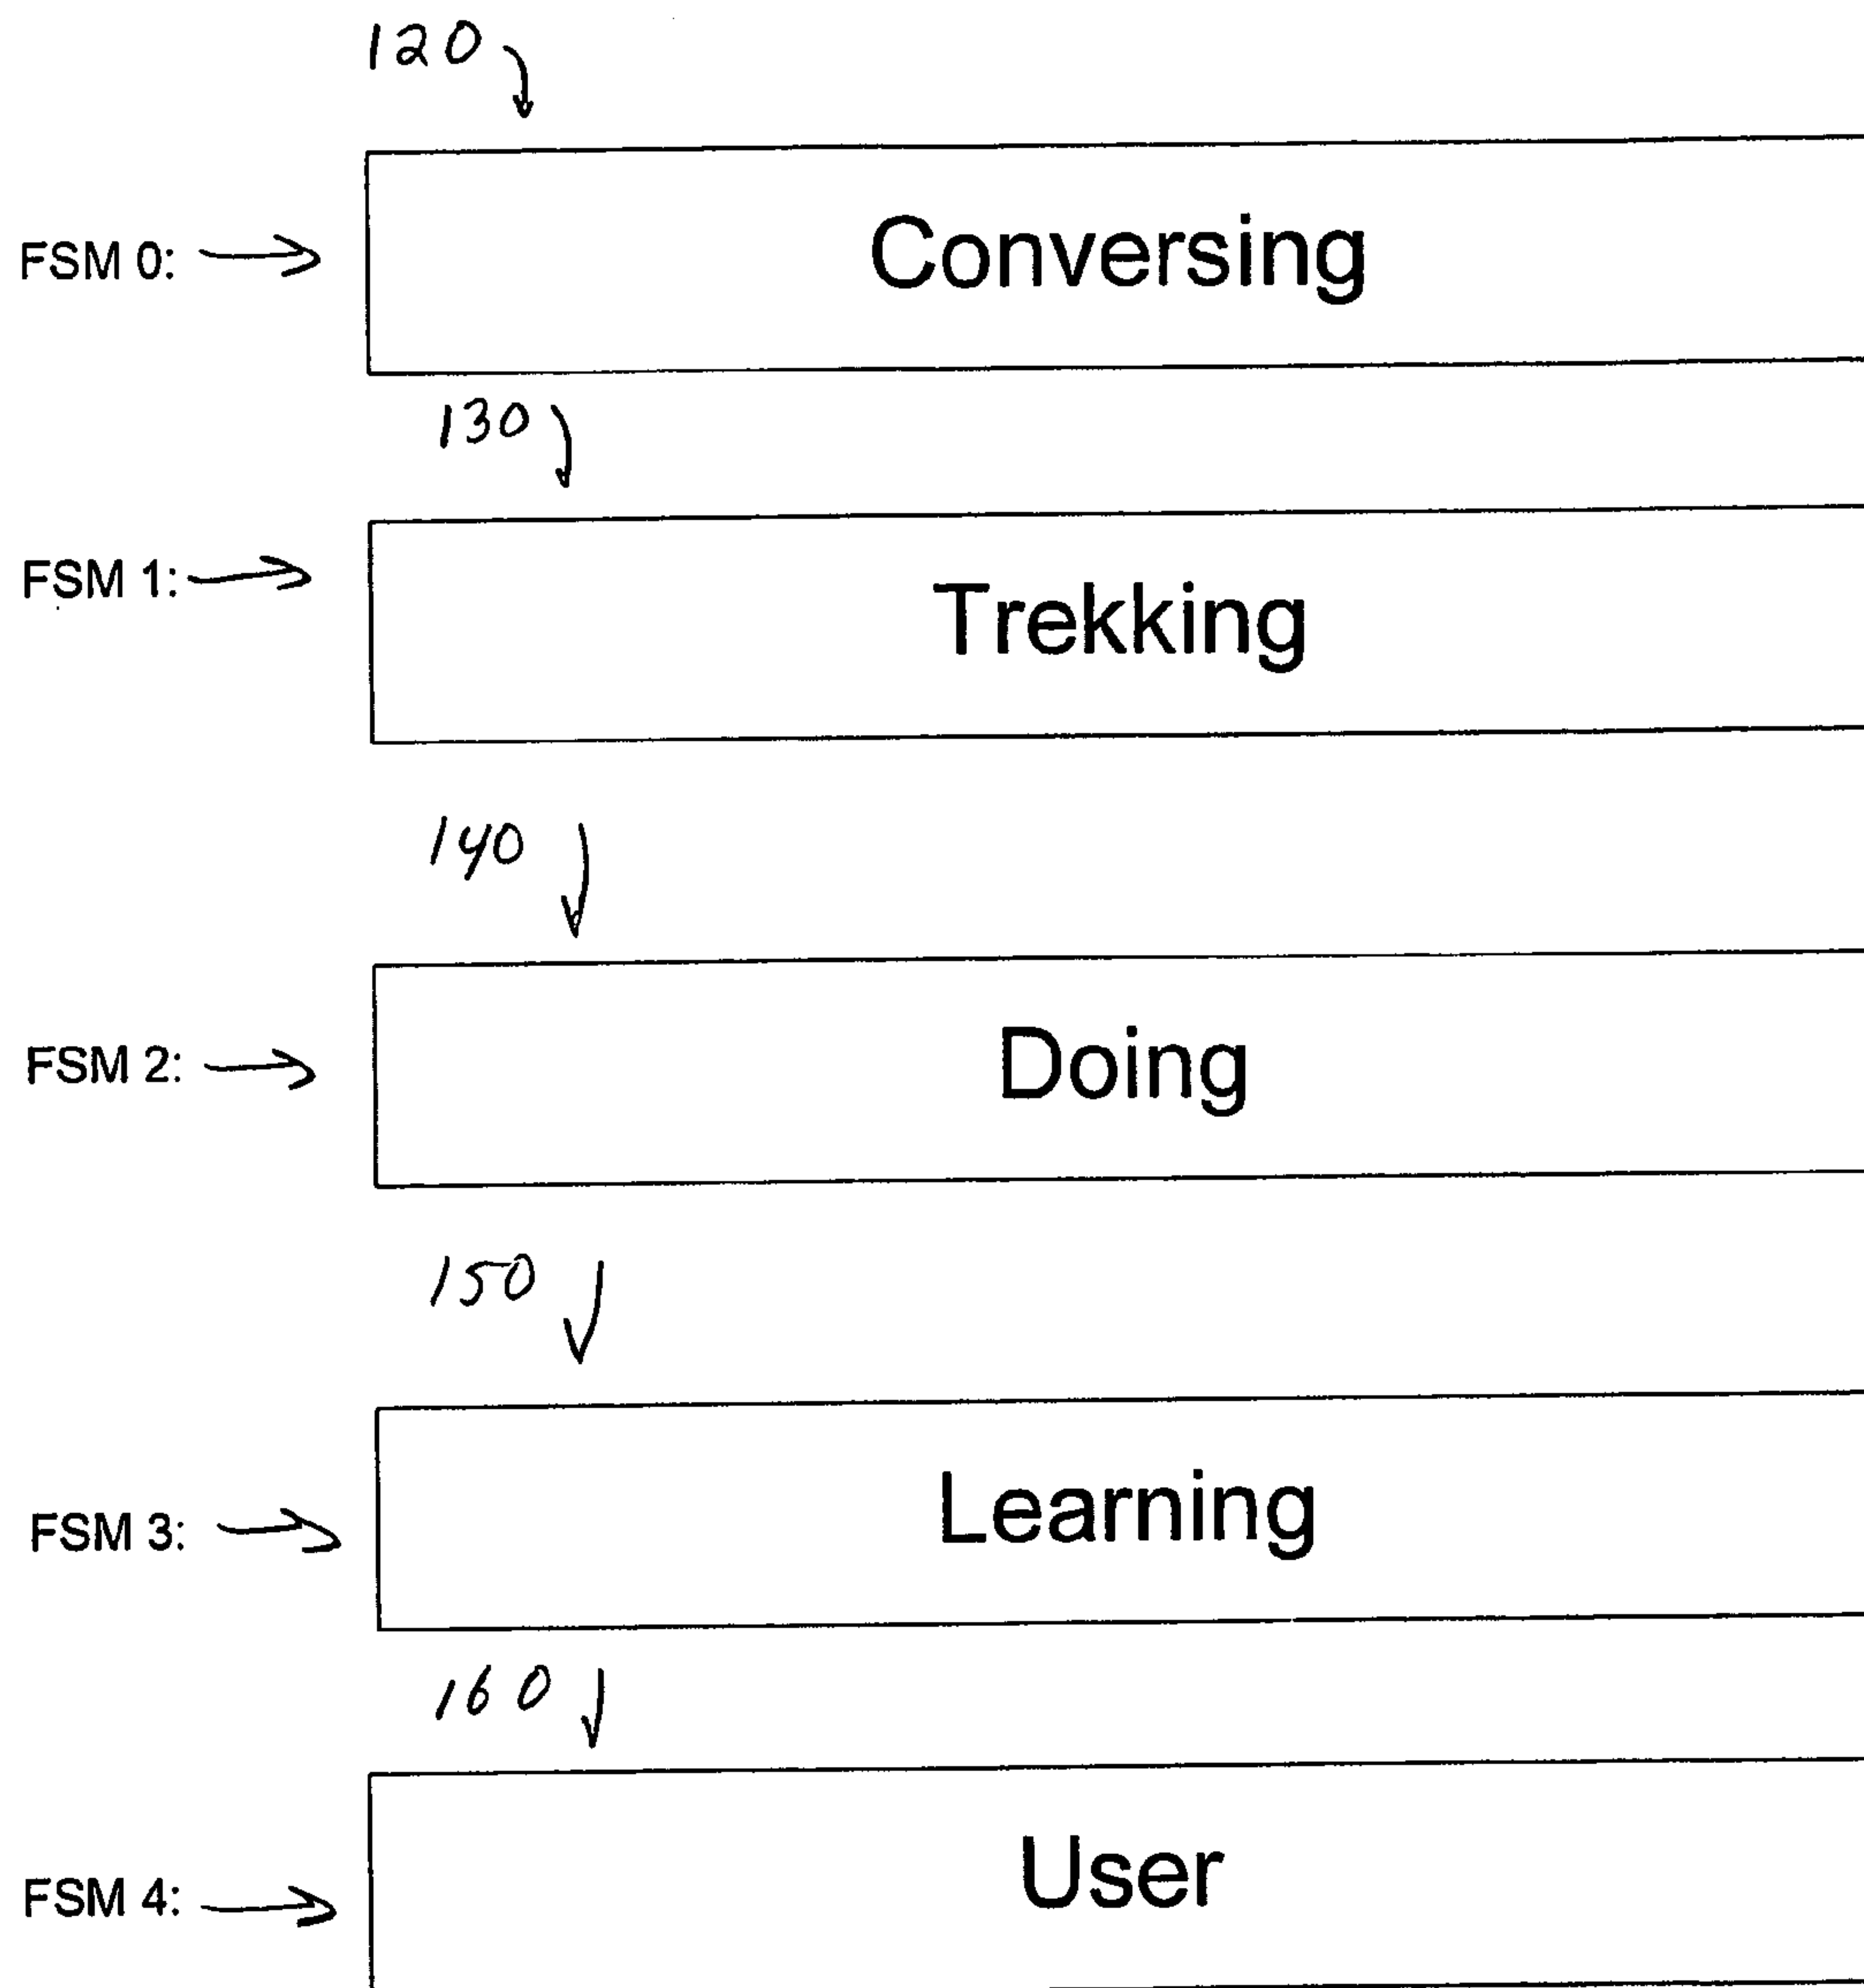 120
FSM 0: Conversing
130
FSM 1: Trekking
140
FSM 2: Doing
150
FSM 3: Learning
160
FSM 4: User